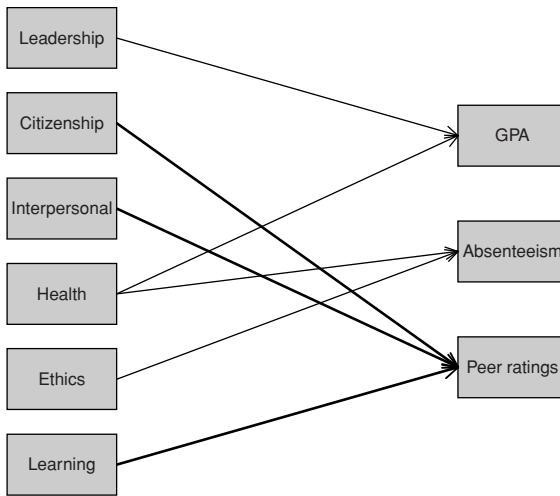 Leadership
Citizenship
Interpersonal
Health
Ethics
Learning
GPA
Absenteeism
Peer ratings